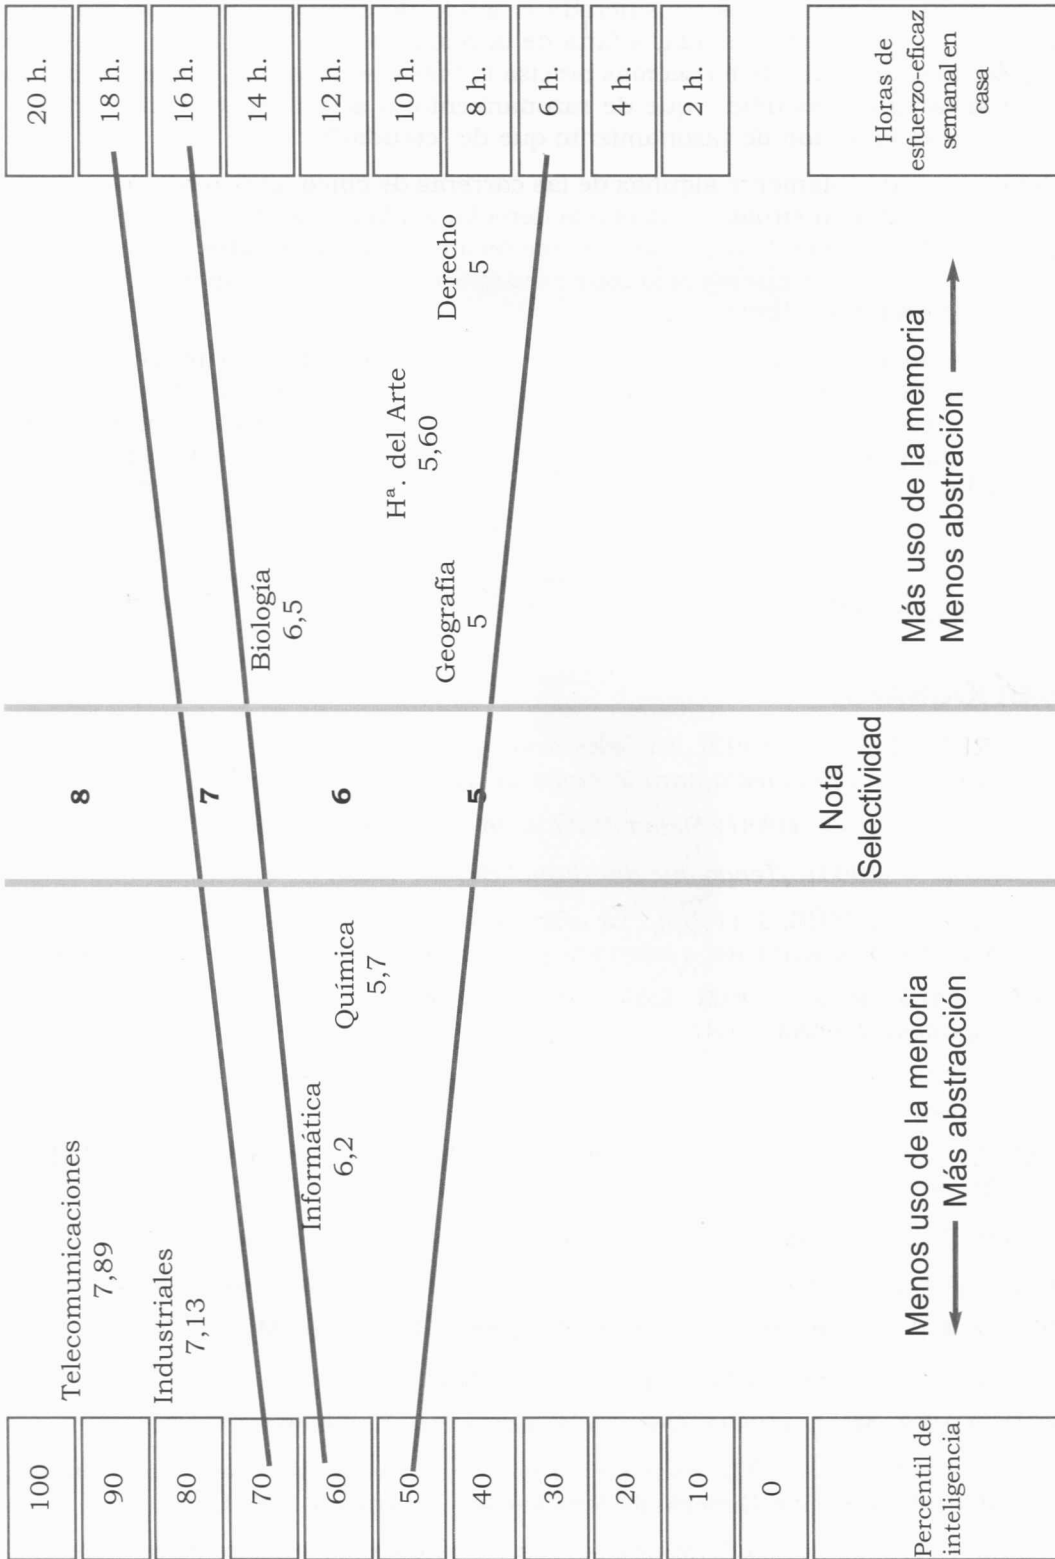 100
90
80
70
60
50
40
30
20
10
0
Percentil de
inteligencia
Telecomunicaciones
7,89
Industriales
7,13
Informática
6,2
Química
5,7
Menos uso de la menoria
Más abstracción
8
7
6
5
Nota
Selectividad
Biología
6,5
Geografia
5
Hª. del Arte
5,60
Derecho
5
Más uso de la memoria
Menos abstración
20 h.
18 h.
16 h.
14 h.
12 h.
10 h.
8 h.
6 h.
4 h.
2 h.
Horas de
esfuerzo-eficaz
semanal en
casa